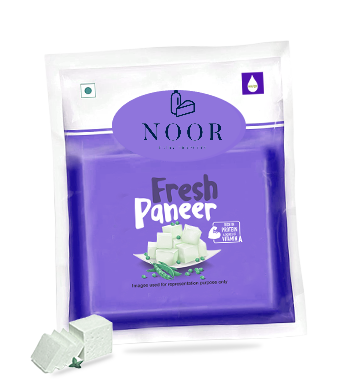 NOOR
Fresh
Paneer
RICH IN
PROTEIN
VITAMIN A
Images used for representation purpose only